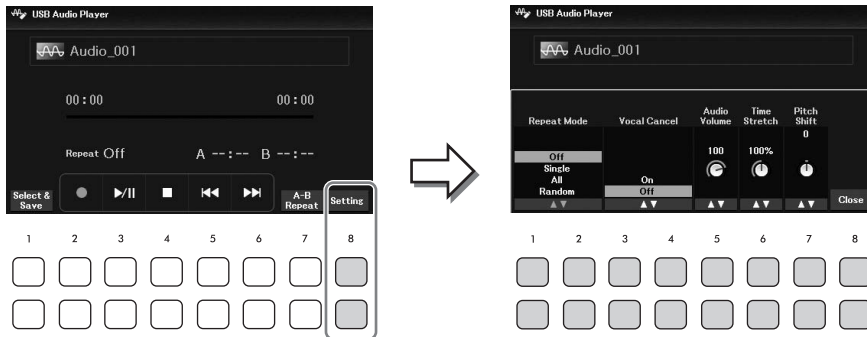 USB Audio Player
Audio_001
00:00 00:00
Repeat Off A --:-- B --:--
Select & Save
A-B Repeat
Setting
1 2 3 4 5 6 7 8
USB Audio Player
Audio_001
Repeat Mode Vocal Cancel Audio Volume Time Stretch Pitch Shift
0
100 100%
Off
Single
All
Random
On
Off
Close
1 2 3 4 5 6 7 8